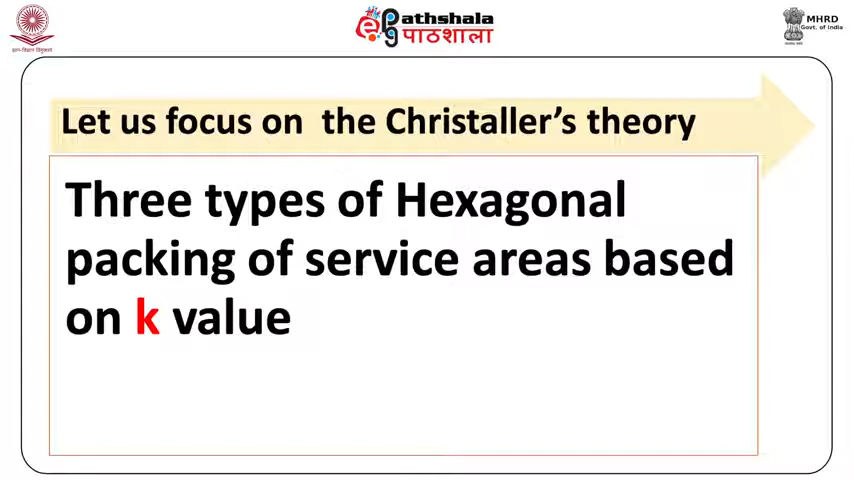 Pathshala
पाठशाला
MHRD
Govt. of India
Let us focus on the Christaller's theory
Three types of Hexagonal
packing of service areas based
on k value